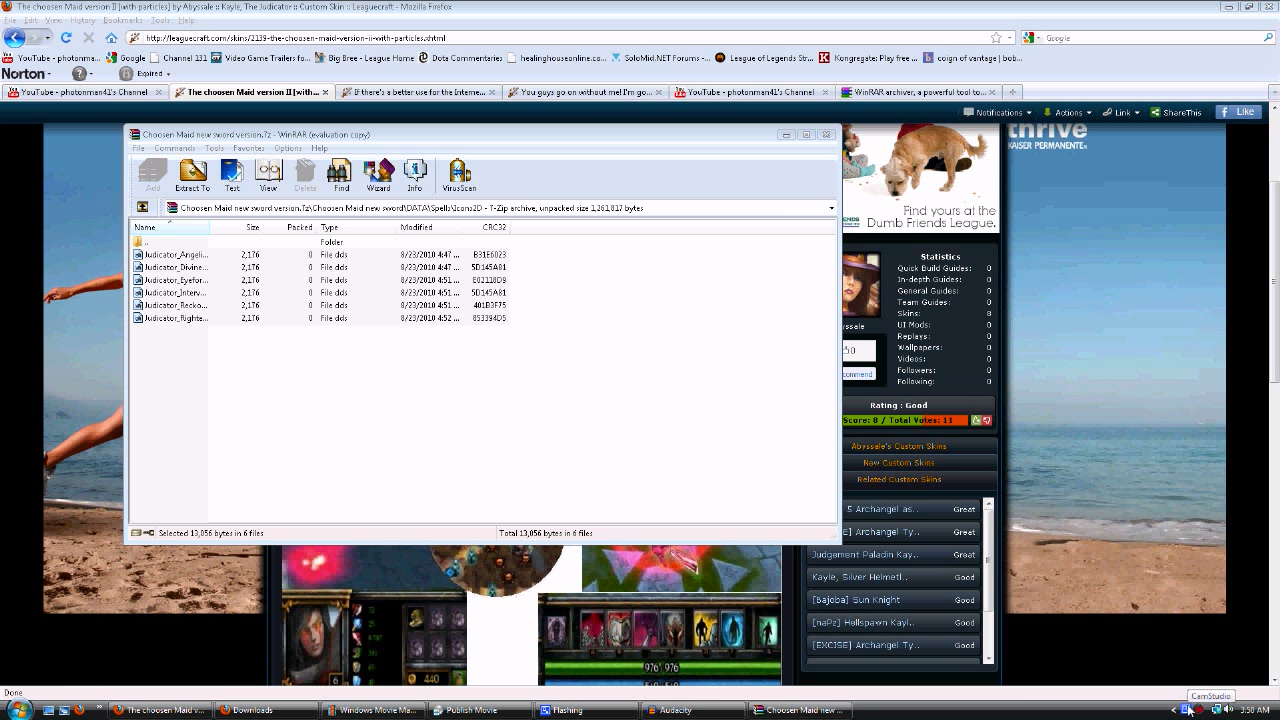 The choosen Maid version II [with particles] by Abyssale :: Kayle, The Judicator :: Custom Skin :: Leaguecraft - Mozilla Firefox
File Edit View History Bookmarks Tools Help
http://leaguecraft.com/skins/2139-the-choosen-maid-version-ii-with-particles.xhtml
Google
YouTube - photonma... Google Channel 131 Video Game Trailers fo... Big Bree - League Home Dota Commentaries healinghouseonline.co... SoloMid.NET Forums -... League of Legends Str... Kongregate: Play free ... coign of vantage | bob...
Norton Expired
YouTube - photonman41's Channel The choosen Maid version II [with... If there's a better use for the interne... You guys go on without me! I'm go... YouTube - photonman41's Channel WinRAR archiver, a powerful tool to...
Notifications Actions Link ShareThis Like
thrive
KAISER PERMANENTE®
Find yours at the
Dumb Friends League.
Choosen Maid new sword version.7z - WinRAR (evaluation copy)
File Commands Tools Favorites Options Help
Add Extract To Test View Delete Find Wizard Info VirusScan
Choosen Maid new sword version.7z\Choosen Maid new sword\DATA\Spells\Icons2D - 7-Zip archive, unpacked size 1,261,817 bytes
Name Size Packed Type Modified CRC32
.. Folder
Judicator_Angeli... 2,176 0 File dds 8/23/2010 4:47 ... B31E6023
Judicator_Divine... 2,176 0 File dds 8/23/2010 4:47 ... 5D145A81
Judicator_Eyefor... 2,176 0 File dds 8/23/2010 4:51 ... E02118D9
Judicator_Interv... 2,176 0 File dds 8/23/2010 4:51 ... 5D145A81
Judicator_Recko... 2,176 0 File dds 8/23/2010 4:51 ... 401B3F75
Judicator_Righte... 2,176 0 File dds 8/23/2010 4:52 ... 853394D5
Selected 13,056 bytes in 6 files Total 13,056 bytes in 6 files
yssale
0
commend
Statistics
Quick Build Guides: 0
In-depth Guides: 0
General Guides: 0
Team Guides: 0
Skins: 8
UI Mods: 0
Replays: 0
Wallpapers: 0
Videos: 0
Followers: 0
Following: 0
Rating : Good
Score: 8 / Total Votes: 11
Abyssale's Custom Skins
New Custom Skins
Related Custom Skins
5 Archangel as.. Great
E] Archangel Ty.. Great
Judgement Paladin Kay.. Great
Kayle, Silver Helmet!.. Good
[Bajoba] Sun Knight Good
[naPz] Hellspawn Kayl.. Good
[EXCISE] Archangel Ty.. Good
440
976/ 976
Done
CamStudio
The choosen Maid v... Downloads Windows Movie Ma... Publish Movie Flashing Audacity Choosen Maid new ... 3:50 AM